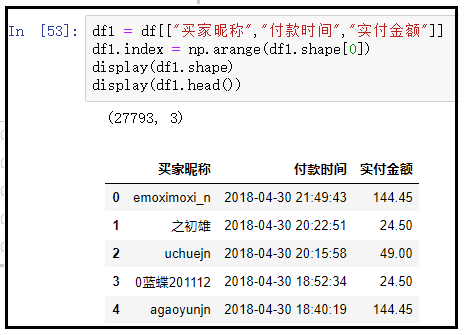 In [53]: df1 = df[["买家昵称","付款时间","实付金额"]]
df1.index = np.arange(df1.shape[0])
display(df1.shape)
display(df1.head())
(27793, 3)
买家昵称 付款时间 实付金额
0 emoximoxi_n 2018-04-30 21:49:43 144.45
1 之初雄 2018-04-30 20:22:51 24.50
2 uchuejn 2018-04-30 20:15:58 49.00
3 0蓝蝶201112 2018-04-30 18:52:34 24.50
4 agaoyunjn 2018-04-30 18:40:19 144.45